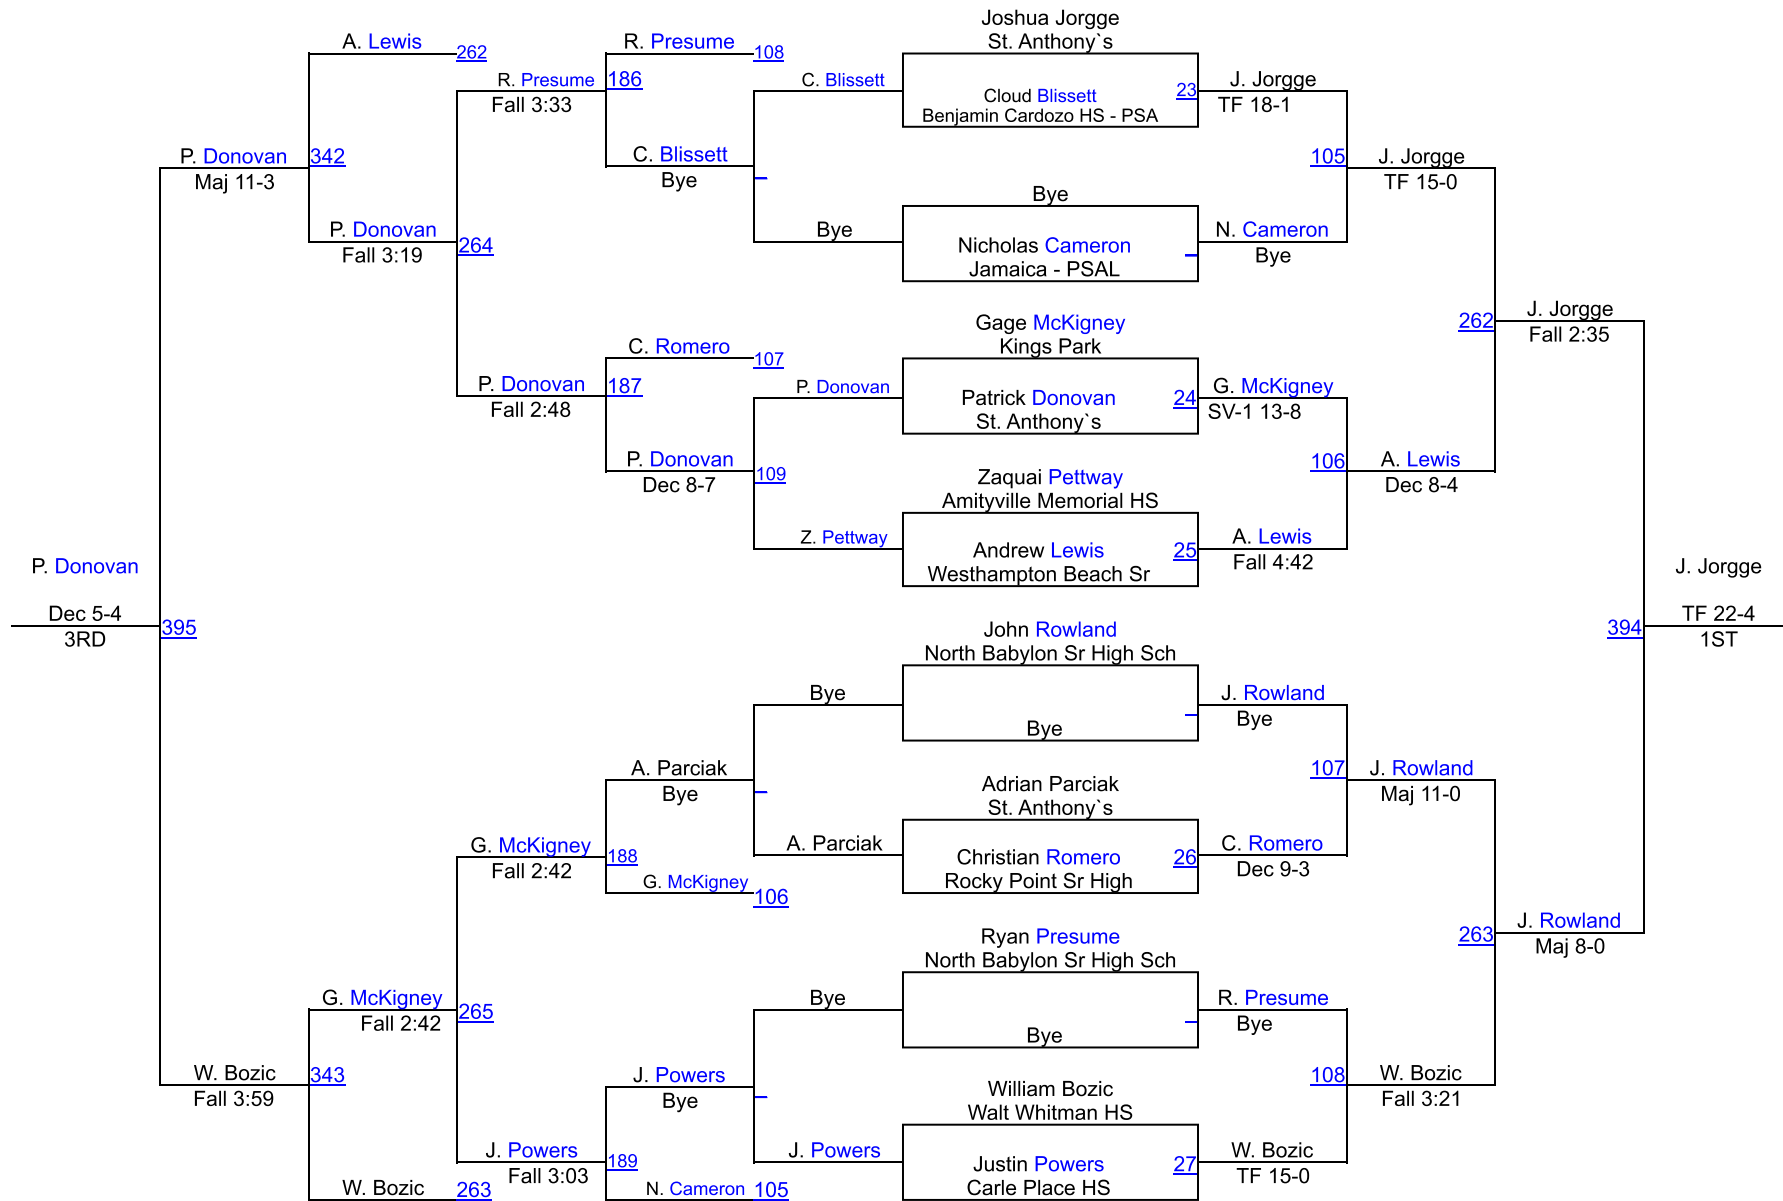 Joshua Jorgge
St. Anthony`s
A. Lewis
262
R. Presume
108
R. Presume
186
Fall 3:33
C. Blissett
Cloud Blissett
23
Benjamin Cardozo HS - PSA
J. Jorgge
TF 18-1
P. Donovan
342
Maj 11-3
C. Blissett
Bye
105
J. Jorgge
TF 15-0
Bye
P. Donovan
264
Fall 3:19
Bye
Nicholas Cameron
Jamaica - PSAL
N. Cameron
Bye
Gage McKigney
Kings Park
262
J. Jorgge
Fall 2:35
C. Romero
107
P. Donovan
187
Fall 2:48
P. Donovan
Patrick Donovan
24
St. Anthony`s
G. McKigney
SV-1 13-8
P. Donovan
109
Dec 8-7
Zaquai Pettway
Amityville Memorial HS
106
A. Lewis
Dec 8-4
Z. Pettway
Andrew Lewis
25
Westhampton Beach Sr
A. Lewis
Fall 4:42
P. Donovan
Dec 5-4
395
3RD
J. Jorgge
TF 22-4
394
1ST
John Rowland
North Babylon Sr High Sch
Bye
Bye
J. Rowland
Bye
A. Parciak
Bye
Adrian Parciak
St. Anthony`s
107
J. Rowland
Maj 11-0
G. McKigney
188
Fall 2:42
A. Parciak
Christian Romero
26
Rocky Point Sr High
C. Romero
Dec 9-3
G. McKigney
106
Ryan Presume
North Babylon Sr High Sch
263
J. Rowland
Maj 8-0
G. McKigney
265
Fall 2:42
Bye
Bye
R. Presume
Bye
W. Bozic
343
Fall 3:59
J. Powers
Bye
William Bozic
Walt Whitman HS
108
W. Bozic
Fall 3:21
J. Powers
189
Fall 3:03
J. Powers
Justin Powers
27
Carle Place HS
W. Bozic
TF 15-0
W. Bozic
263
N. Cameron
105